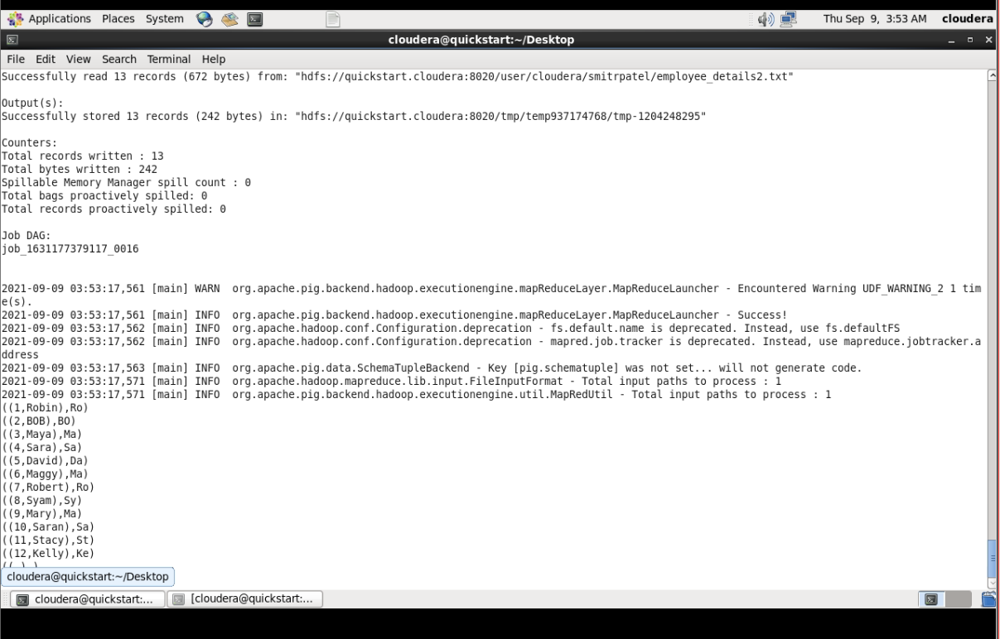 Applications Places System
Thu Sep 9, 3:53 AM cloudera
cloudera@quickstart:~/Desktop
File Edit View Search Terminal Help
Successfully read 13 records (672 bytes) from: "hdfs://quickstart.cloudera:8020/user/cloudera/smitrpatel/employee_details2.txt"
Output(s):
Successfully stored 13 records (242 bytes) in: "hdfs://quickstart.cloudera:8020/tmp/temp937174768/tmp-1204248295"
Counters:
Total records written : 13
Total bytes written : 242
Spillable Memory Manager spill count : 0
Total bags proactively spilled: 0
Total records proactively spilled: 0
Job DAG:
job_1631177379117_0016
2021-09-09 03:53:17,561 [main] WARN  org.apache.pig.backend.hadoop.executionengine.mapReduceLayer.MapReduceLauncher - Encountered Warning UDF_WARNING_2 1 tim
e(s).
2021-09-09 03:53:17,561 [main] INFO  org.apache.pig.backend.hadoop.executionengine.mapReduceLayer.MapReduceLauncher - Success!
2021-09-09 03:53:17,562 [main] INFO  org.apache.hadoop.conf.Configuration.deprecation - fs.default.name is deprecated. Instead, use fs.defaultFS
2021-09-09 03:53:17,562 [main] INFO  org.apache.hadoop.conf.Configuration.deprecation - mapred.job.tracker is deprecated. Instead, use mapreduce.jobtracker.a
ddress
2021-09-09 03:53:17,563 [main] INFO  org.apache.pig.data.SchemaTupleBackend - Key [pig.schematuple] was not set... will not generate code.
2021-09-09 03:53:17,571 [main] INFO  org.apache.hadoop.mapreduce.lib.input.FileInputFormat - Total input paths to process : 1
2021-09-09 03:53:17,571 [main] INFO  org.apache.pig.backend.hadoop.executionengine.util.MapRedUtil - Total input paths to process : 1
((1,Robin),Ro)
((2,BOB),BO)
((3,Maya),Ma)
((4,Sara),Sa)
((5,David),Da)
((6,Maggy),Ma)
((7,Robert),Ro)
((8,Syam),Sy)
((9,Mary),Ma)
((10,Saran),Sa)
((11,Stacy),St)
((12,Kelly),Ke)
((,),)
cloudera@quickstart:~/Desktop
cloudera@quickstart:...
[cloudera@quickstart:...